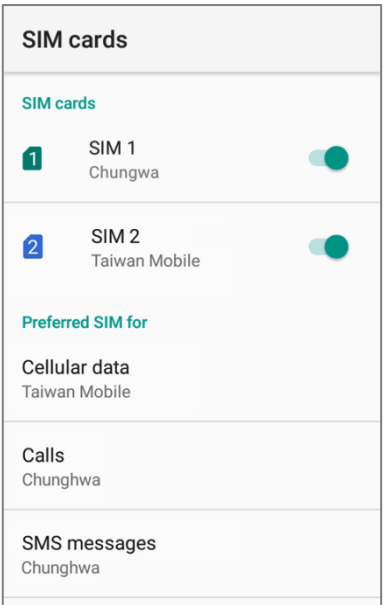 SIM cards
SIM cards
1
SIM 1
Chungwa
2
SIM 2
Taiwan Mobile
Preferred SIM for
Cellular data
Taiwan Mobile
Calls
Chunghwa
SMS messages
Chunghwa